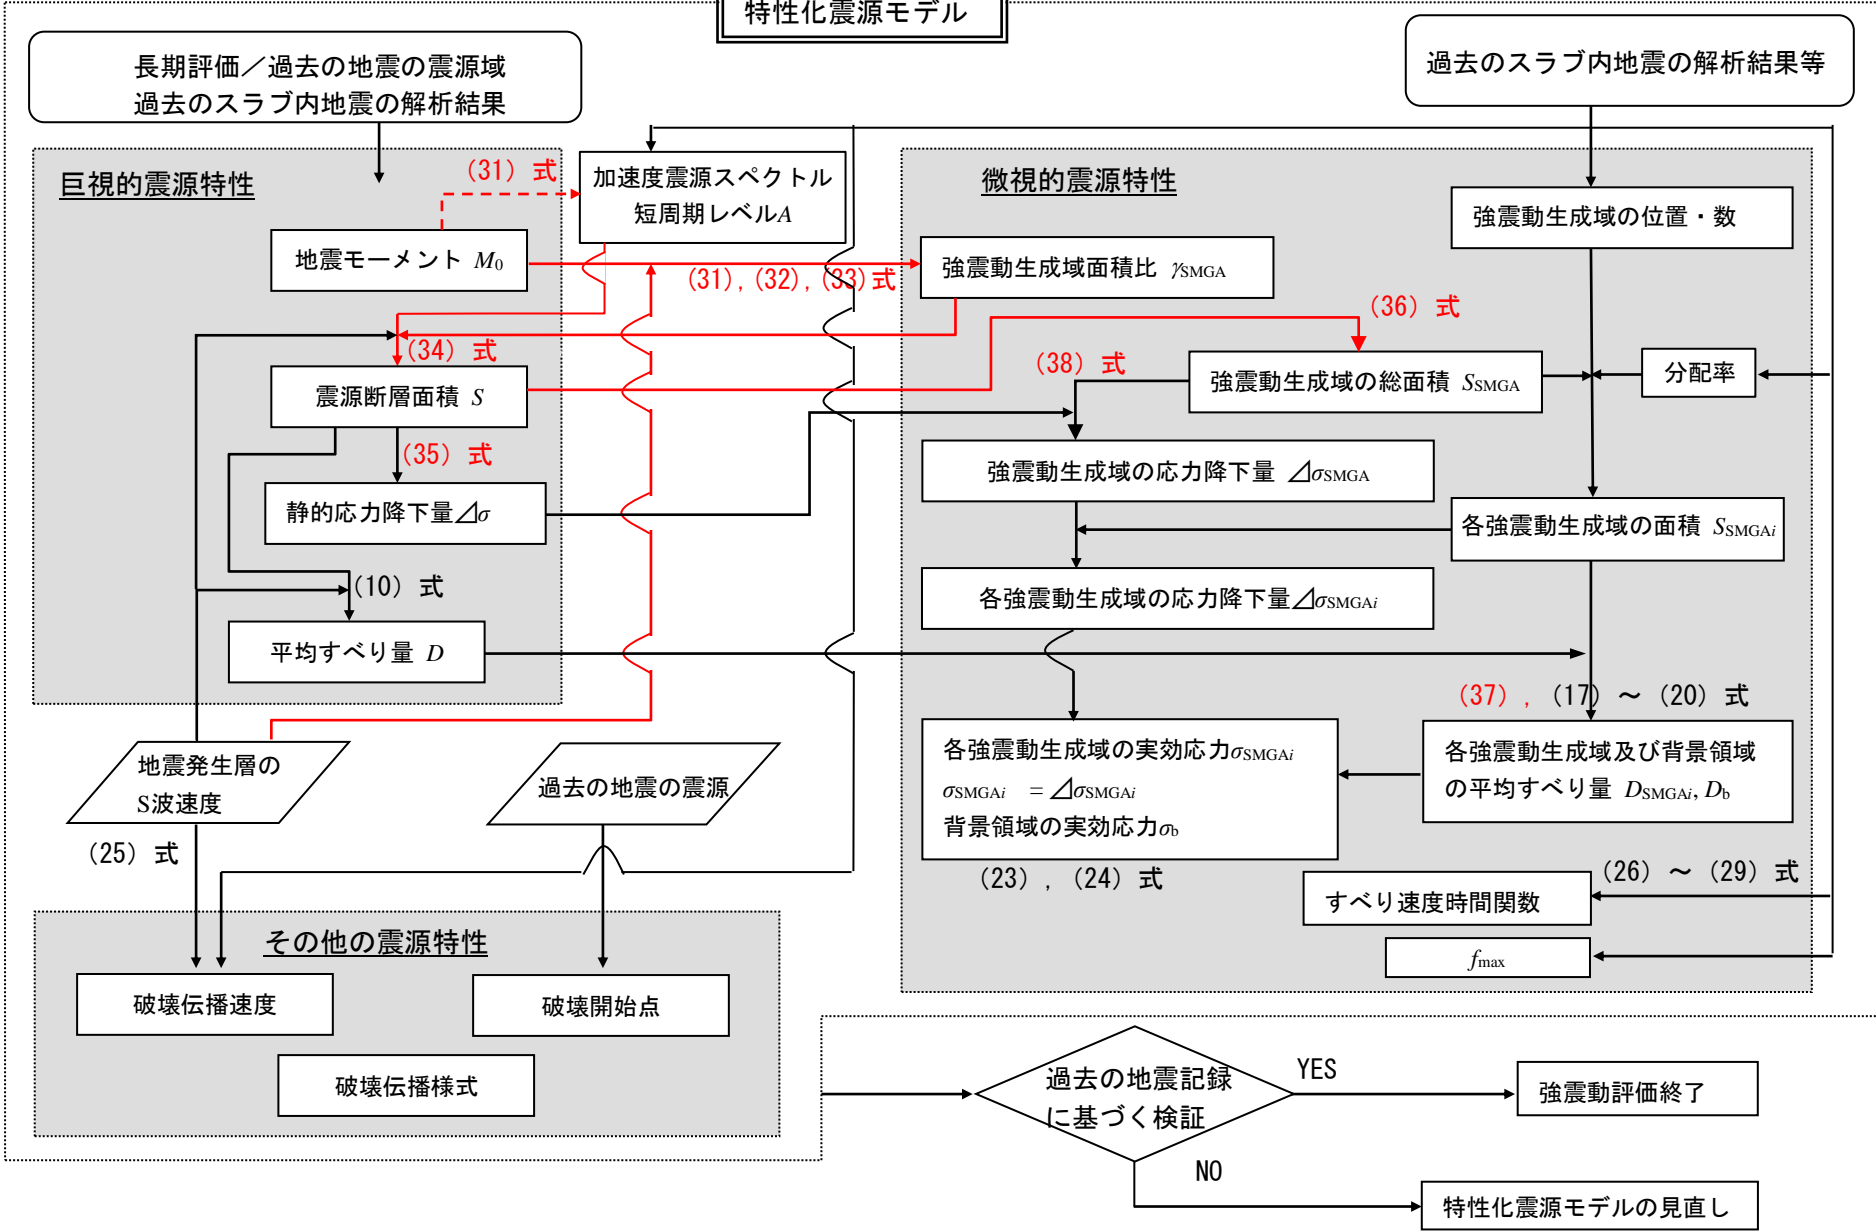 特性化震源モデル
長期評価／過去の地震の震源域
過去のスラブ内地震の解析結果
過去のスラブ内地震の解析結果等
巨視的震源特性
(31) 式
加速度震源スペクトル
短周期レベルA
微視的震源特性
強震動生成域の位置・数
地震モーメント M0
(31), (32), (33) 式
強震動生成域面積比 γSMGA
(36) 式
(34) 式
(38) 式
震源断層面積 S
強震動生成域の総面積 SSMGA
分配率
(35) 式
強震動生成域の応力降下量 ⊿σSMGA
静的応力降下量⊿σ
各強震動生成域の面積 SSMGAi
(10) 式
各強震動生成域の応力降下量⊿σSMGAi
平均すべり量 D
(37), (17) ～ (20) 式
地震発生層の
S波速度
過去の地震の震源
各強震動生成域の実効応力σSMGAi
σSMGAi ＝⊿σSMGAi
背景領域の実効応力σb
各強震動生成域及び背景領域
の平均すべり量 DSMGAi, Db
(25) 式
(23), (24) 式
(26) ～ (29) 式
すべり速度時間関数
その他の震源特性
fmax
破壊伝播速度
破壊開始点
破壊伝播様式
過去の地震記録
に基づく検証
YES
強震動評価終了
NO
特性化震源モデルの見直し